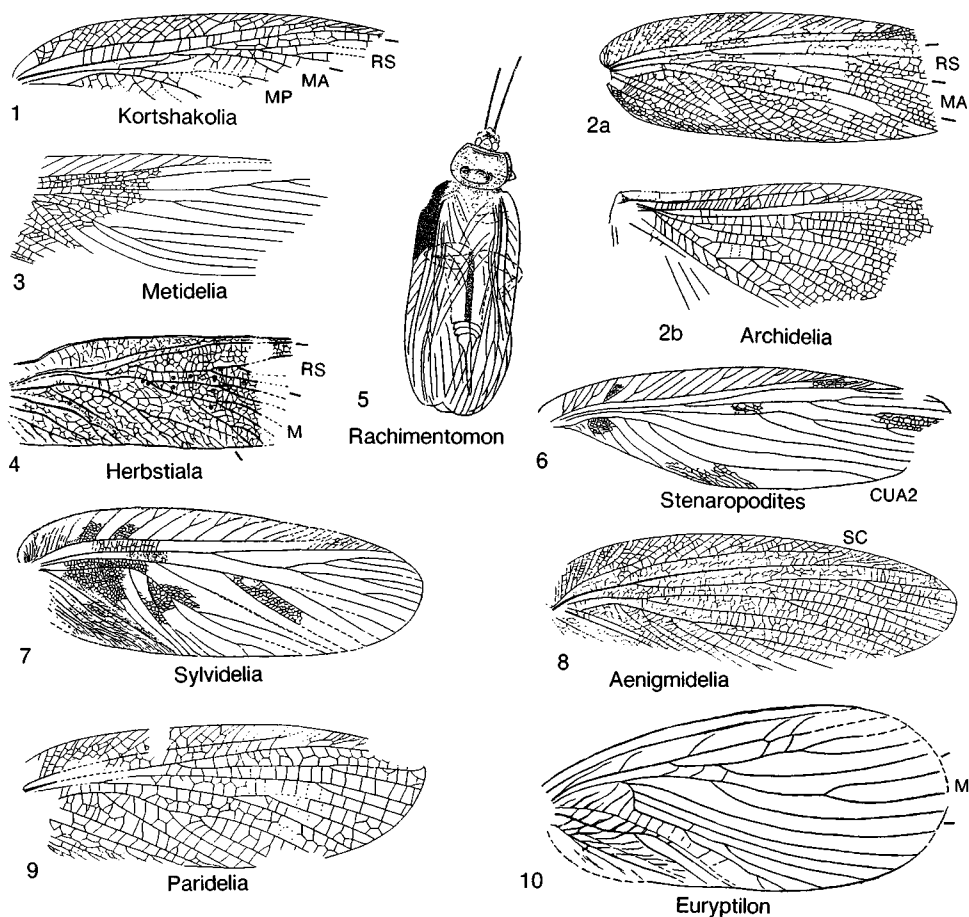 RS
MA
MP
1
Kortshakolia
RS
MA
2a
3
Metidelia
2b
Archidelia
RS
M
4
Herbstiala
5
Rachimentomon
6
Stenaropodites
CUA2
7
Sylvidelia
SC
8
Aenigmidelia
9
Paridelia
M
10
Euryptilon